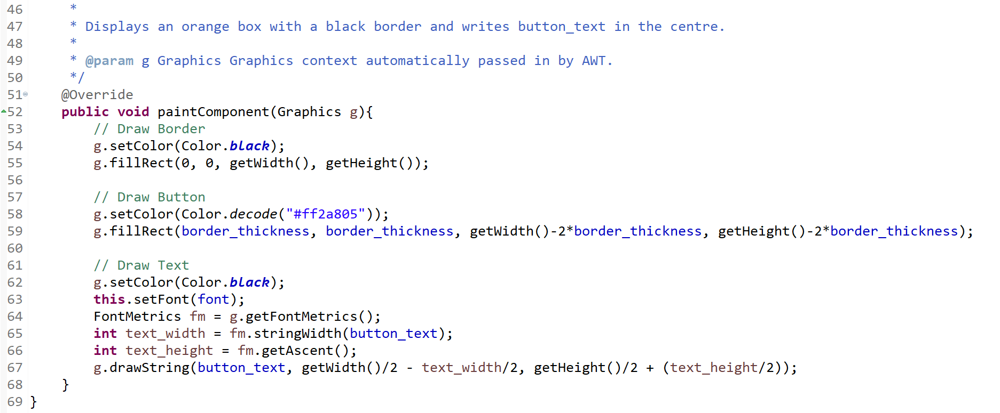 46      *
47      * Displays an orange box with a black border and writes button_text in the centre.
48      *
49      * @param g Graphics Graphics context automatically passed in by AWT.
50      */
51     @Override
52     public void paintComponent(Graphics g){
53         // Draw Border
54         g.setColor(Color.black);
55         g.fillRect(0, 0, getWidth(), getHeight());
56
57         // Draw Button
58         g.setColor(Color.decode("#ff2a805"));
59         g.fillRect(border_thickness, border_thickness, getWidth()-2*border_thickness, getHeight()-2*border_thickness);
60
61         // Draw Text
62         g.setColor(Color.black);
63         this.setFont(font);
64         FontMetrics fm = g.getFontMetrics();
65         int text_width = fm.stringWidth(button_text);
66         int text_height = fm.getAscent();
67         g.drawString(button_text, getWidth()/2 - text_width/2, getHeight()/2 + (text_height/2));
68     }
69 }